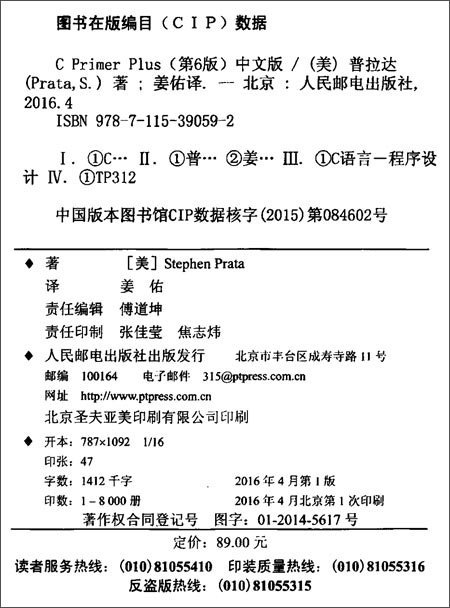 图书在版编目（CIP）数据
C Primer Plus（第6版）中文版 /（美）普拉达
(Prata,S.) 著 ; 姜佑译. — 北京 : 人民邮电出版社,
2016.4
ISBN 978-7-115-39059-2
Ⅰ. ①C… Ⅱ. ①普… ②姜… Ⅲ. ①C语言－程序设
计 Ⅳ. ①TP312
中国版本图书馆CIP数据核字(2015)第084602号
◆ 著 [美] Stephen Prata
译 姜 佑
责任编辑 傅道坤
责任印制 张佳莹 焦志炜
◆ 人民邮电出版社出版发行 北京市丰台区成寿寺路 11 号
邮编 100164 电子邮件 315@ptpress.com.cn
网址 http://www.ptpress.com.cn
北京圣夫亚美印刷有限公司印刷
◆ 开本：787×1092 1/16
印张：47
字数：1412 千字 2016 年 4 月第 1 版
印数：1－8 000 册 2016 年 4 月北京第 1 次印刷
著作权合同登记号 图字：01-2014-5617 号
定价：89.00 元
读者服务热线：(010)81055410 印装质量热线：(010)81055316
反盗版热线：(010)81055315